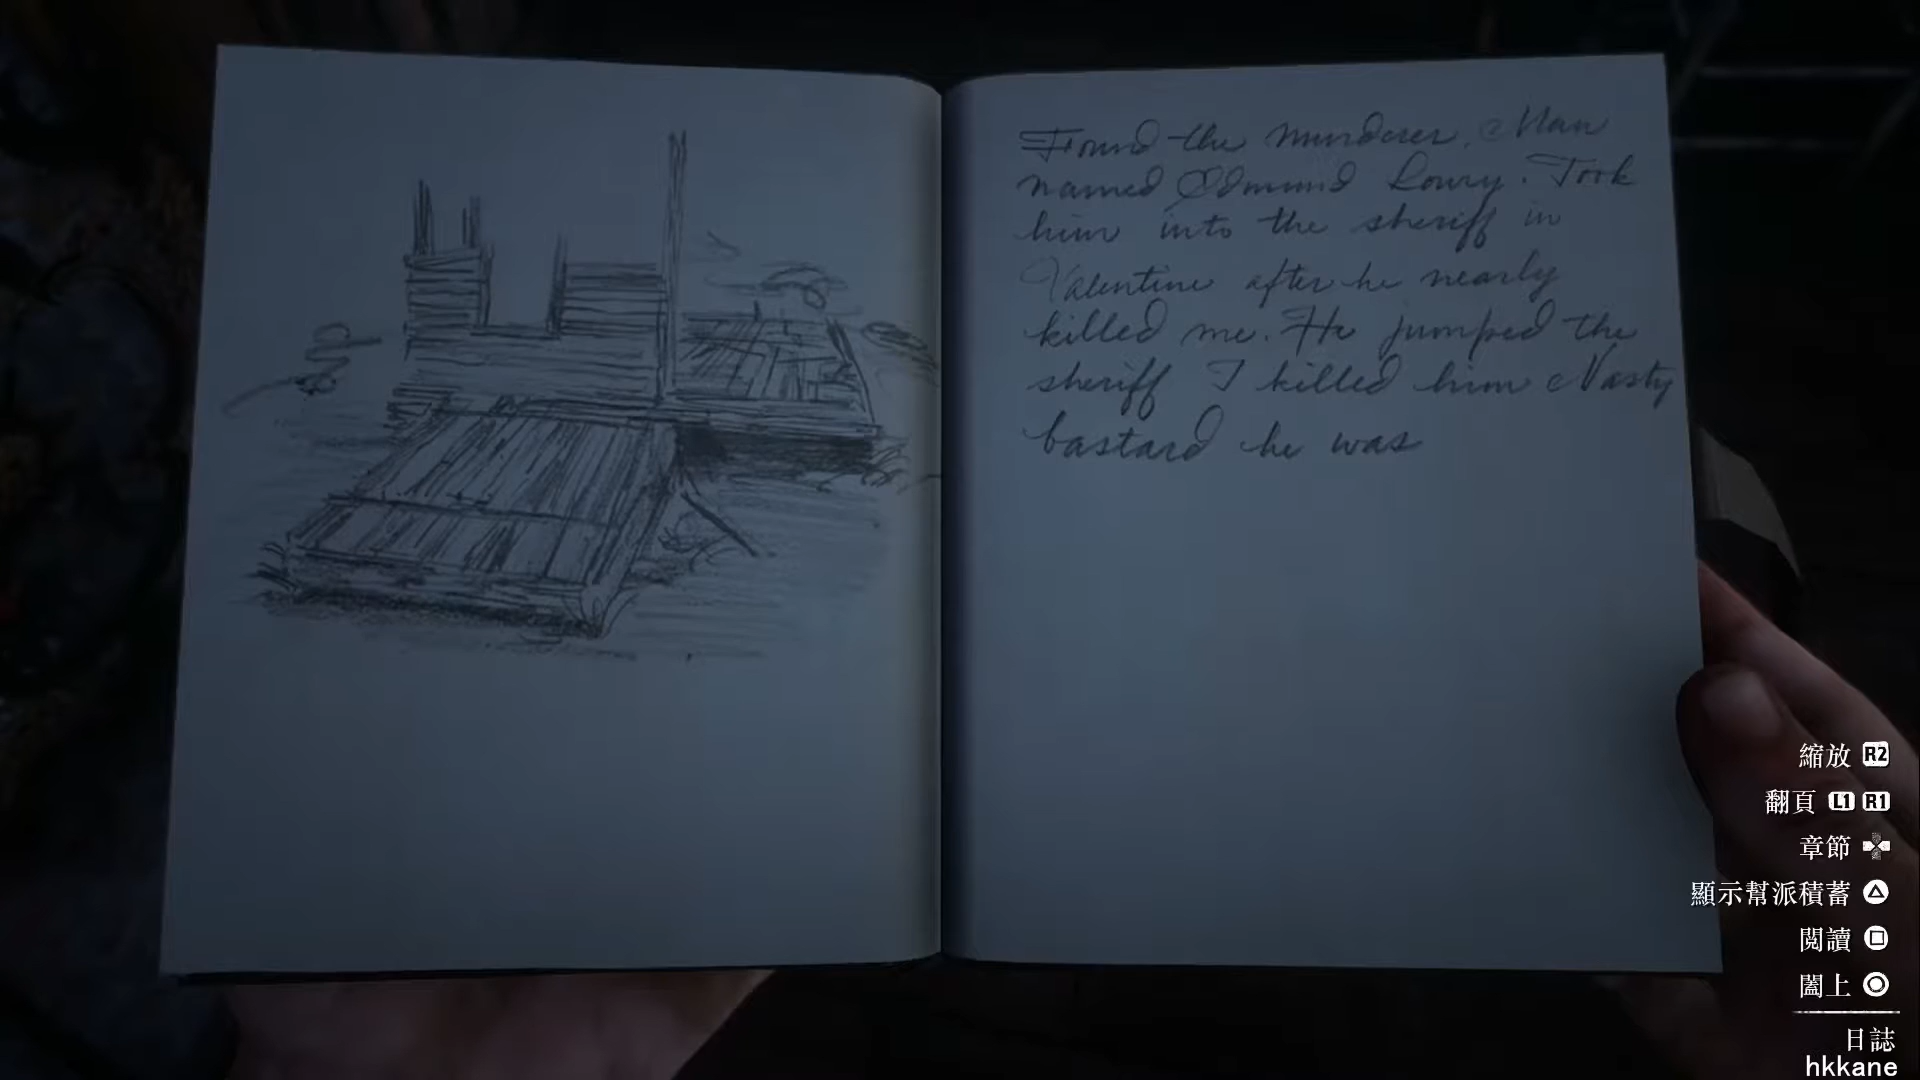 Found the murderer. Man
named Edmund Lowry. Took
him into the sheriff in
Valentine after he nearly
killed me. He jumped the
sheriff I killed him Nasty
bastard he was
縮放 R2
翻頁 L1 R1
章節
顯示幫派積蓄
閱讀
闔上
日誌
hkkane